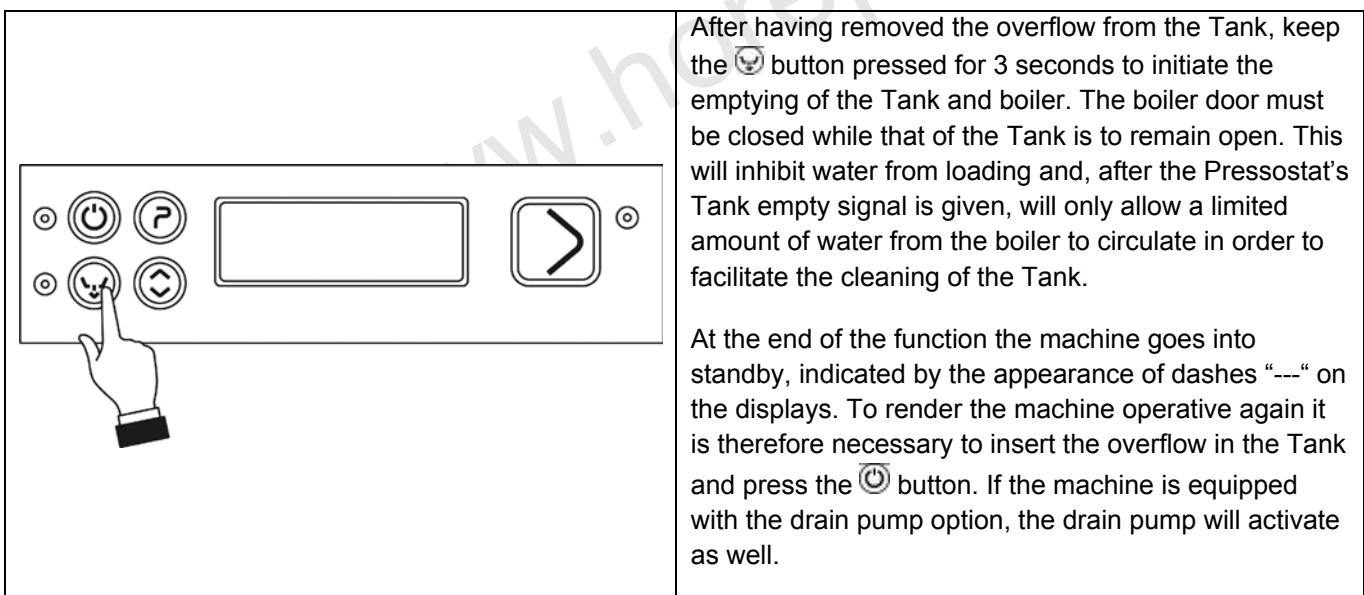 After having removed the overflow from the Tank, keep
the button pressed for 3 seconds to initiate the
emptying of the Tank and boiler. The boiler door must
be closed while that of the Tank is to remain open. This
will inhibit water from loading and, after the Pressostat’s
Tank empty signal is given, will only allow a limited
amount of water from the boiler to circulate in order to
facilitate the cleaning of the Tank.
At the end of the function the machine goes into
standby, indicated by the appearance of dashes “---“ on
the displays. To render the machine operative again it
is therefore necessary to insert the overflow in the Tank
and press the button. If the machine is equipped
with the drain pump option, the drain pump will activate
as well.